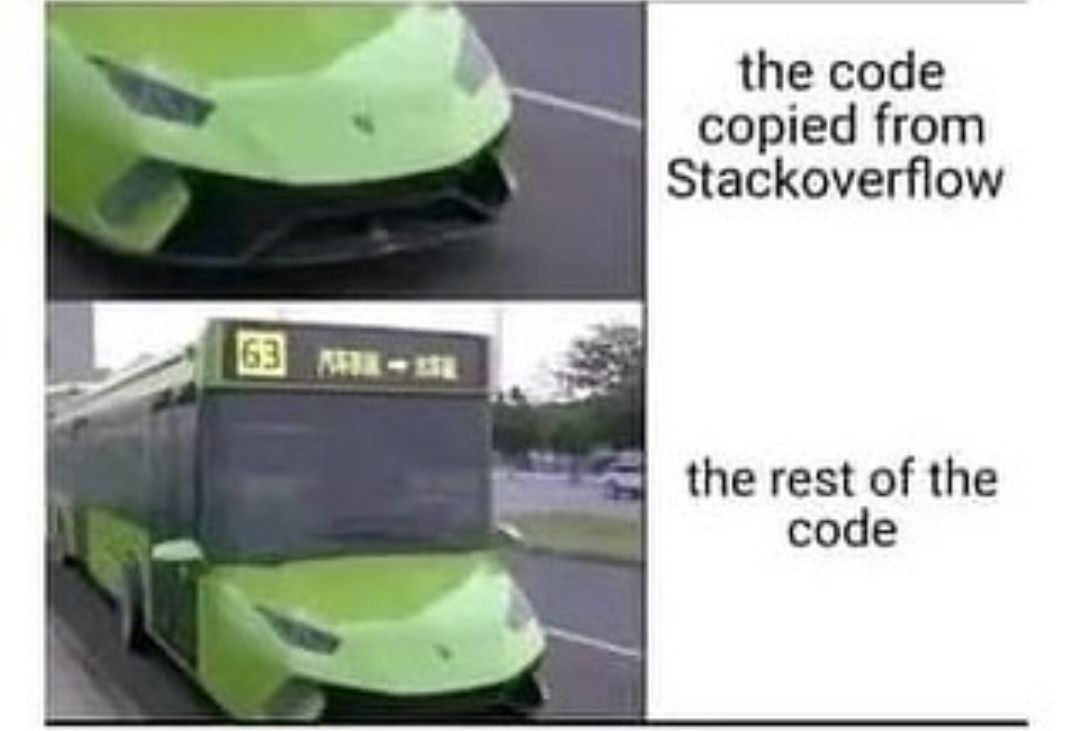 the code
copied from
Stackoverflow
63
the rest of the
code